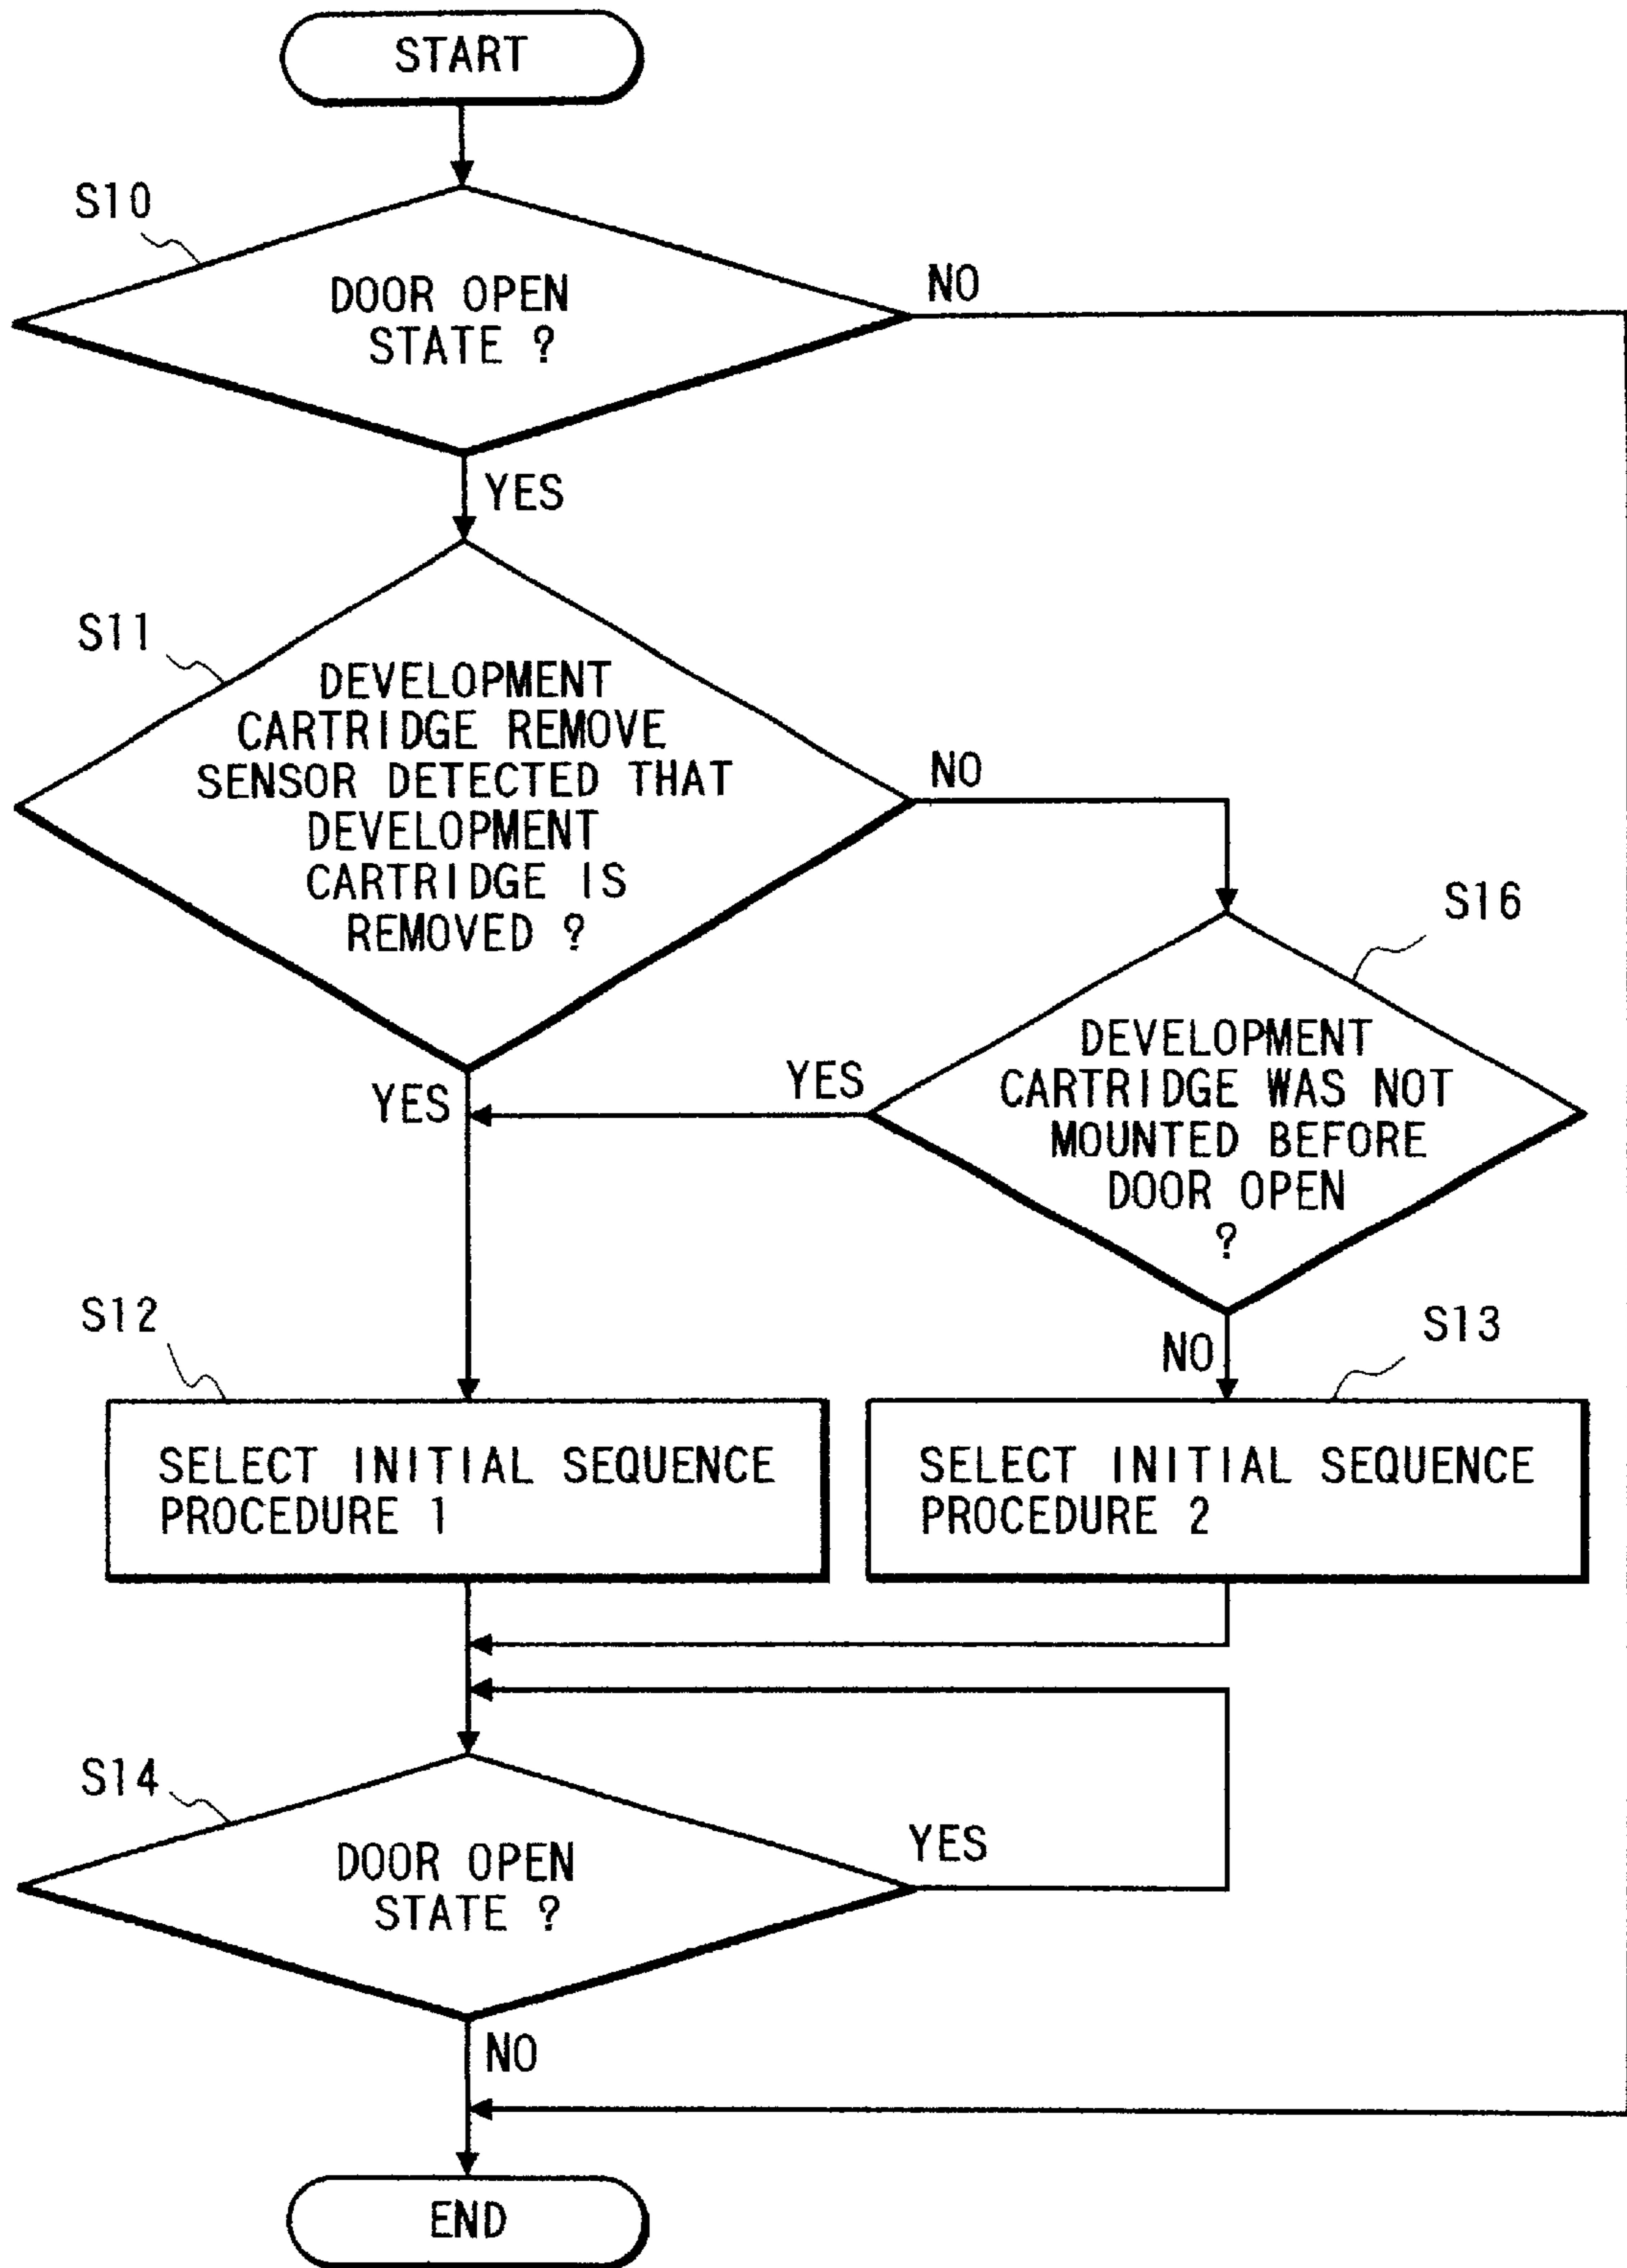 START
S10
DOOR OPEN
STATE ?
NO
YES
S11
DEVELOPMENT
CARTRIDGE REMOVE
SENSOR DETECTED THAT
DEVELOPMENT
CARTRIDGE IS
REMOVED ?
NO
YES
S16
DEVELOPMENT
CARTRIDGE WAS NOT
MOUNTED BEFORE
DOOR OPEN
?
YES
NO
S12
SELECT INITIAL SEQUENCE
PROCEDURE 1
S13
SELECT INITIAL SEQUENCE
PROCEDURE 2
S14
DOOR OPEN
STATE ?
YES
NO
END